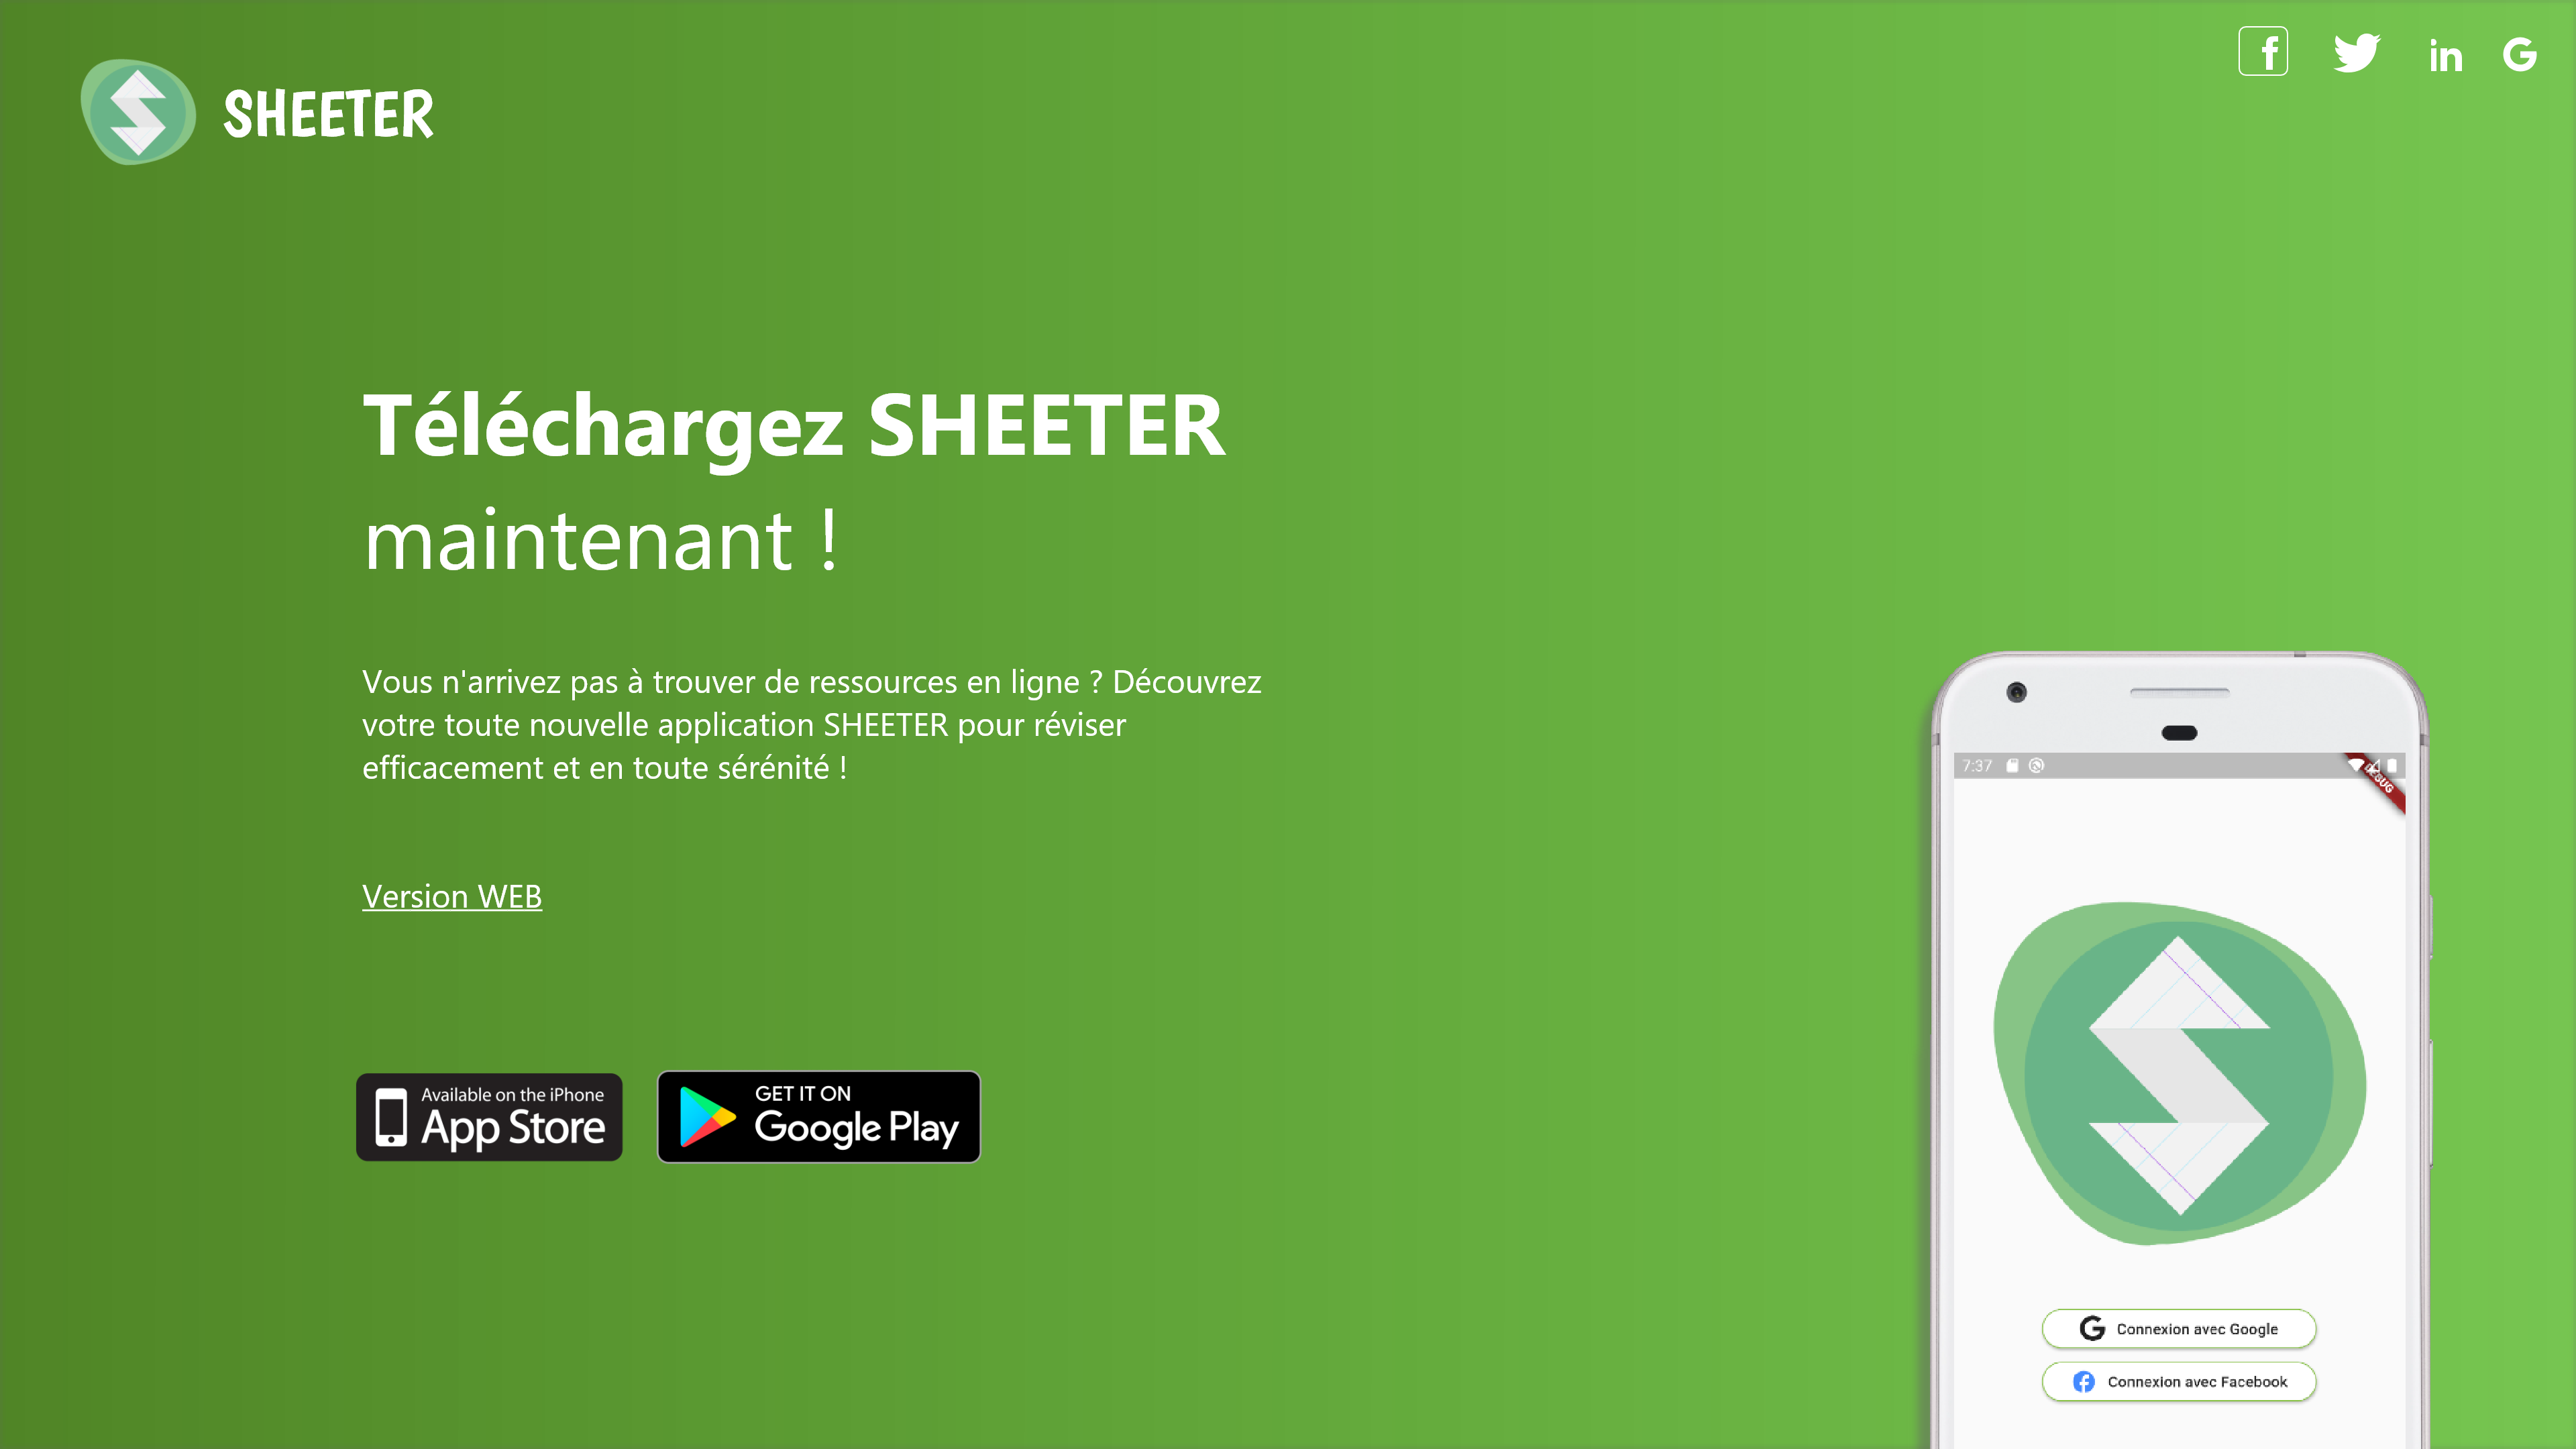 SHEETER
f in G
Téléchargez SHEETER
maintenant !
Vous n'arrivez pas à trouver de ressources en ligne ? Découvrez
votre toute nouvelle application SHEETER pour réviser
efficacement et en toute sérénité !
Version WEB
Available on the iPhone
App Store
GET IT ON
Google Play
7:37
DEBUG
Connexion avec Google
Connexion avec Facebook